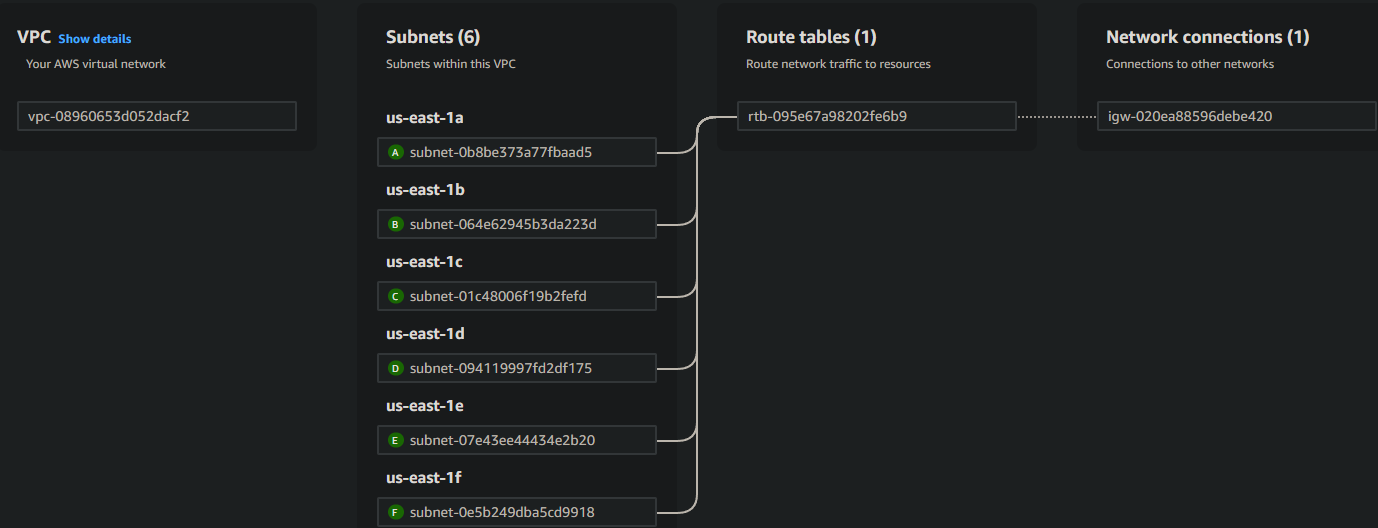 VPC Show details
Your AWS virtual network
vpc-08960653d052dacf2
Subnets (6)
Subnets within this VPC
us-east-1a
A subnet-0b8be373a77fbaad5
us-east-1b
B subnet-064e62945b3da223d
us-east-1c
C subnet-01c48006f19b2fefd
us-east-1d
D subnet-094119997fd2df175
us-east-1e
E subnet-07e43ee44434e2b20
us-east-1f
F subnet-0e5b249dba5cd9918
Route tables (1)
Route network traffic to resources
rtb-095e67a98202fe6b9
Network connections (1)
Connections to other networks
igw-020ea88596debe420